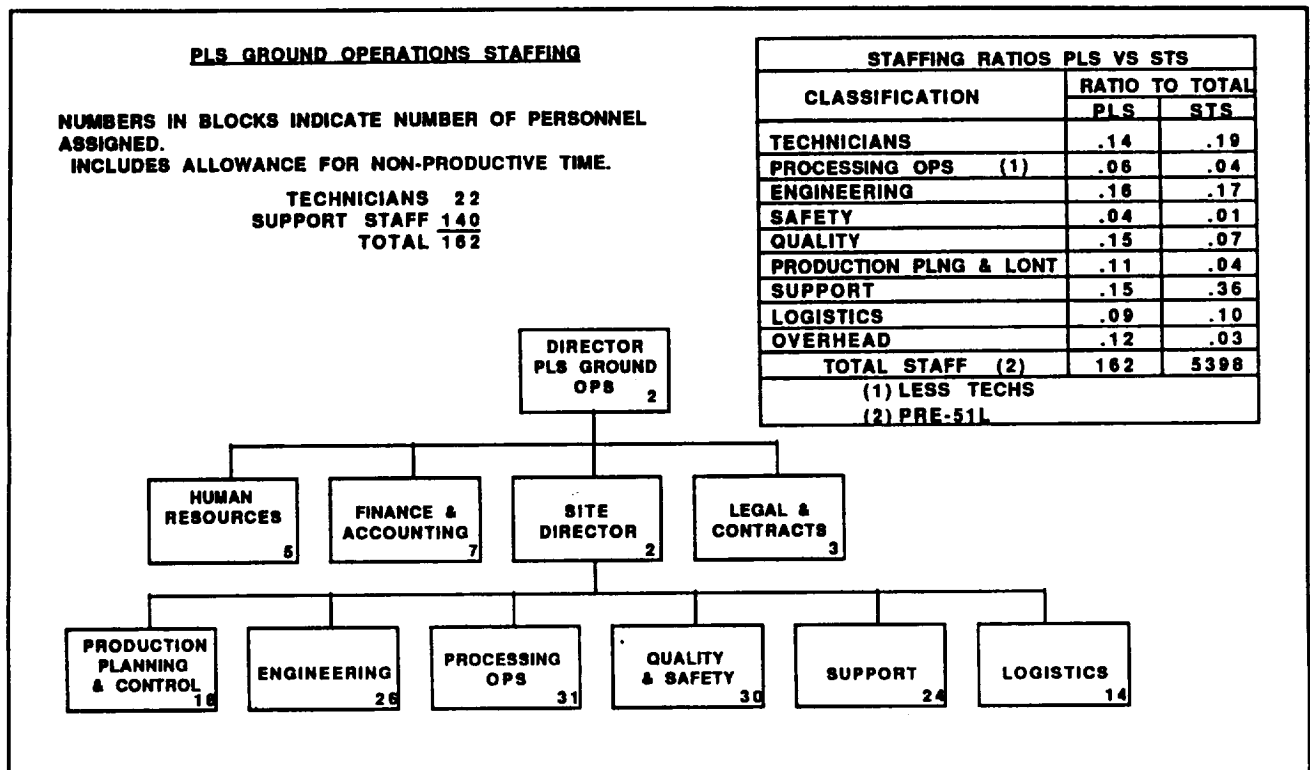 PLS GROUND OPERATIONS STAFFING
NUMBERS IN BLOCKS INDICATE NUMBER OF PERSONNEL
ASSIGNED.
INCLUDES ALLOWANCE FOR NON-PRODUCTIVE TIME.
TECHNICIANS 22
SUPPORT STAFF 140
TOTAL 162
STAFFING RATIOS PLS VS STS
CLASSIFICATION
RATIO TO TOTAL
PLS STS
TECHNICIANS .14 .19
PROCESSING OPS (1) .06 .04
ENGINEERING .16 .17
SAFETY .04 .01
QUALITY .15 .07
PRODUCTION PLNG & LONT .11 .04
SUPPORT .15 .36
LOGISTICS .09 .10
OVERHEAD .12 .03
TOTAL STAFF (2) 162 5398
(1) LESS TECHS
(2) PRE-51L
DIRECTOR
PLS GROUND
OPS
2
HUMAN
RESOURCES
5
FINANCE &
ACCOUNTING
7
SITE
DIRECTOR
2
LEGAL &
CONTRACTS
3
PRODUCTION
PLANNING
& CONTROL
18
ENGINEERING
26
PROCESSING
OPS
31
QUALITY
& SAFETY
30
SUPPORT
24
LOGISTICS
14